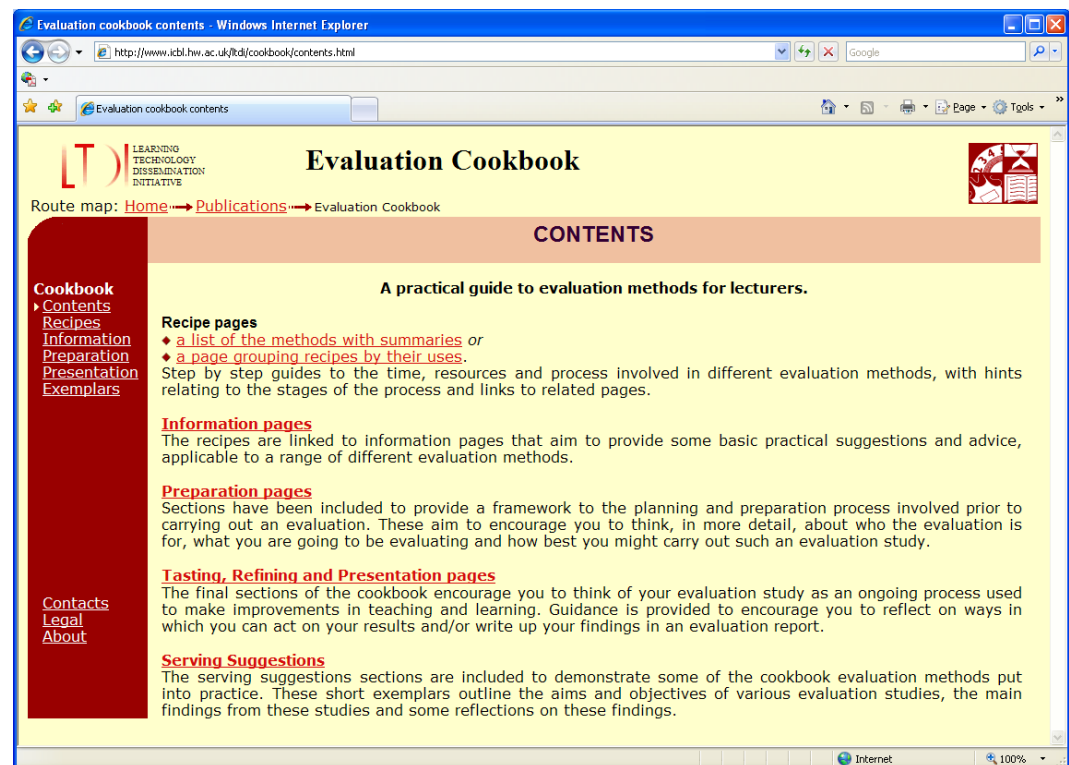 Evaluation cookbook contents - Windows Internet Explorer
http://www.icbl.hw.ac.uk/ltdi/cookbook/contents.html
Google
Evaluation cookbook contents
Page
Tools
»
LTDI
LEARNING
TECHNOLOGY
DISSEMINATION
INITIATIVE
Evaluation Cookbook
Route map: Home Publications Evaluation Cookbook
CONTENTS
Cookbook
Contents
Recipes
Information
Preparation
Presentation
Exemplars
Contacts
Legal
About
A practical guide to evaluation methods for lecturers.
Recipe pages
a list of the methods with summaries or
a page grouping recipes by their uses.
Step by step guides to the time, resources and process involved in different evaluation methods, with hints
relating to the stages of the process and links to related pages.
Information pages
The recipes are linked to information pages that aim to provide some basic practical suggestions and advice,
applicable to a range of different evaluation methods.
Preparation pages
Sections have been included to provide a framework to the planning and preparation process involved prior to
carrying out an evaluation. These aim to encourage you to think, in more detail, about who the evaluation is
for, what you are going to be evaluating and how best you might carry out such an evaluation study.
Tasting, Refining and Presentation pages
The final sections of the cookbook encourage you to think of your evaluation study as an ongoing process used
to make improvements in teaching and learning. Guidance is provided to encourage you to reflect on ways in
which you can act on your results and/or write up your findings in an evaluation report.
Serving Suggestions
The serving suggestions sections are included to demonstrate some of the cookbook evaluation methods put
into practice. These short exemplars outline the aims and objectives of various evaluation studies, the main
findings from these studies and some reflections on these findings.
Internet
100%